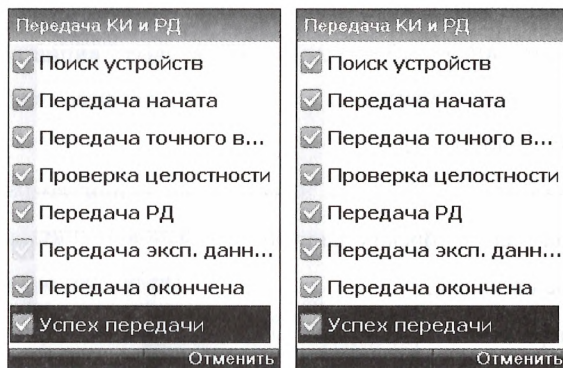 Передача КИ и РД
Поиск устройств
Передача начата
Передача точного в...
Проверка целостности
Передача РД
Передача эксп. данн...
Передача окончена
Успех передачи
Отменить
Передача КИ и РД
Поиск устройств
Передача начата
Передача точного в...
Проверка целостности
Передача РД
Передача эксп. данн...
Передача окончена
Успех передачи
Отменить